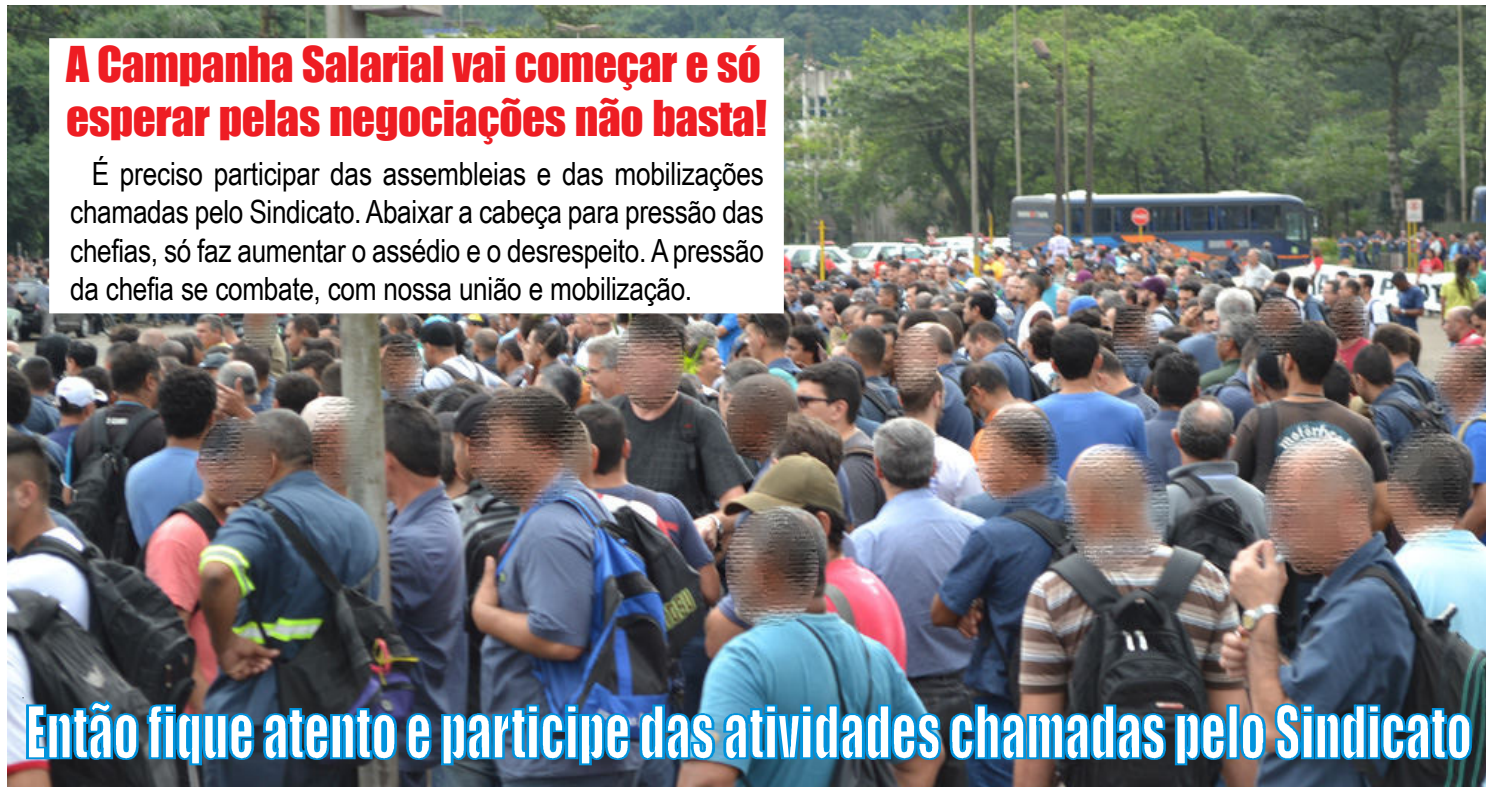 A Campanha Salarial vai começar e só
esperar pelas negociações não basta!
É preciso participar das assembleias e das mobilizações
chamadas pelo Sindicato. Abaixar a cabeça para pressão das
chefias, só faz aumentar o assédio e o desrespeito. A pressão
da chefia se combate, com nossa união e mobilização.
Então fique atento e participe das atividades chamadas pelo Sindicato